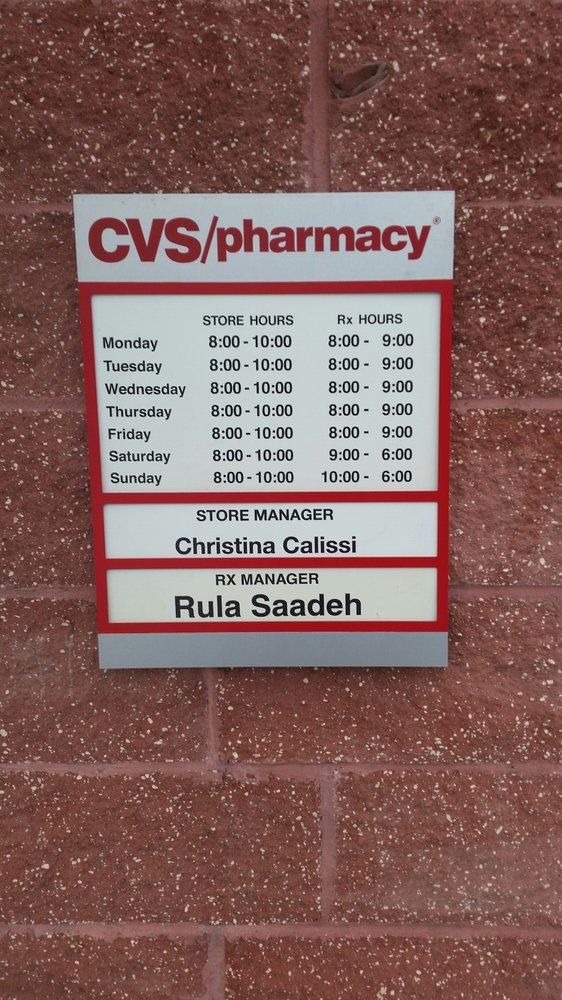 CVS/pharmacy®
STORE HOURS Rx HOURS
Monday 8:00 - 10:00 8:00 - 9:00
Tuesday 8:00 - 10:00 8:00 - 9:00
Wednesday 8:00 - 10:00 8:00 - 9:00
Thursday 8:00 - 10:00 8:00 - 9:00
Friday 8:00 - 10:00 8:00 - 9:00
Saturday 8:00 - 10:00 9:00 - 6:00
Sunday 8:00 - 10:00 10:00 - 6:00
STORE MANAGER
Christina Calissi
RX MANAGER
Rula Saadeh